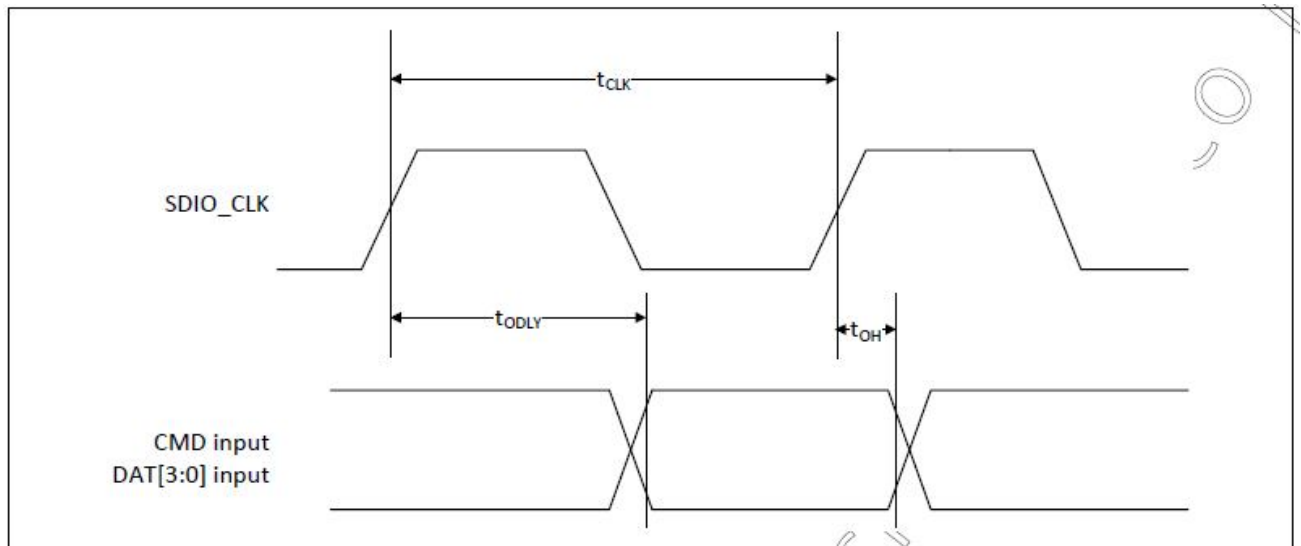 tCLK
SDIO_CLK
tODLY
tOH
CMD input
DAT[3:0] input